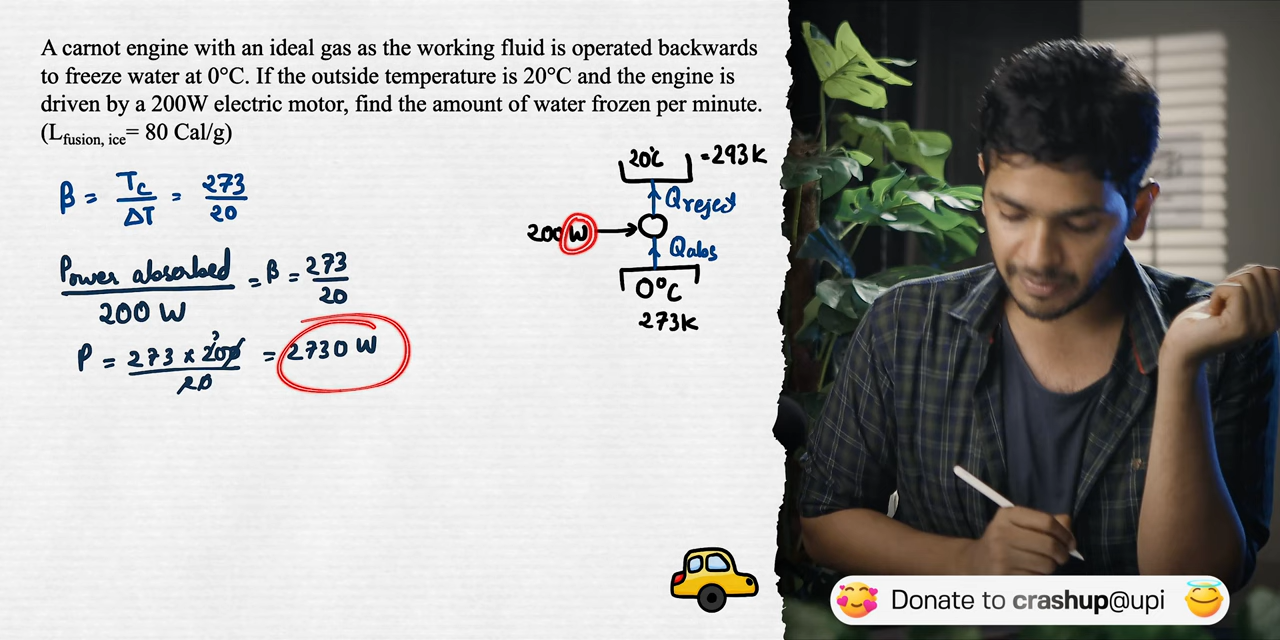 A carnot engine with an ideal gas as the working fluid is operated backwards
to freeze water at 0°C. If the outside temperature is 20°C and the engine is
driven by a 200W electric motor, find the amount of water frozen per minute.
(Lfusion, ice= 80 Cal/g)
β = Tc/ΔT = 273/20
Power absorbed/200 W = β = 273/20
P = 273 × 200/20 = 2730 W
20°C = 293K
Qreject
200W
Qabs
0°C
273K
Donate to crashup@upi